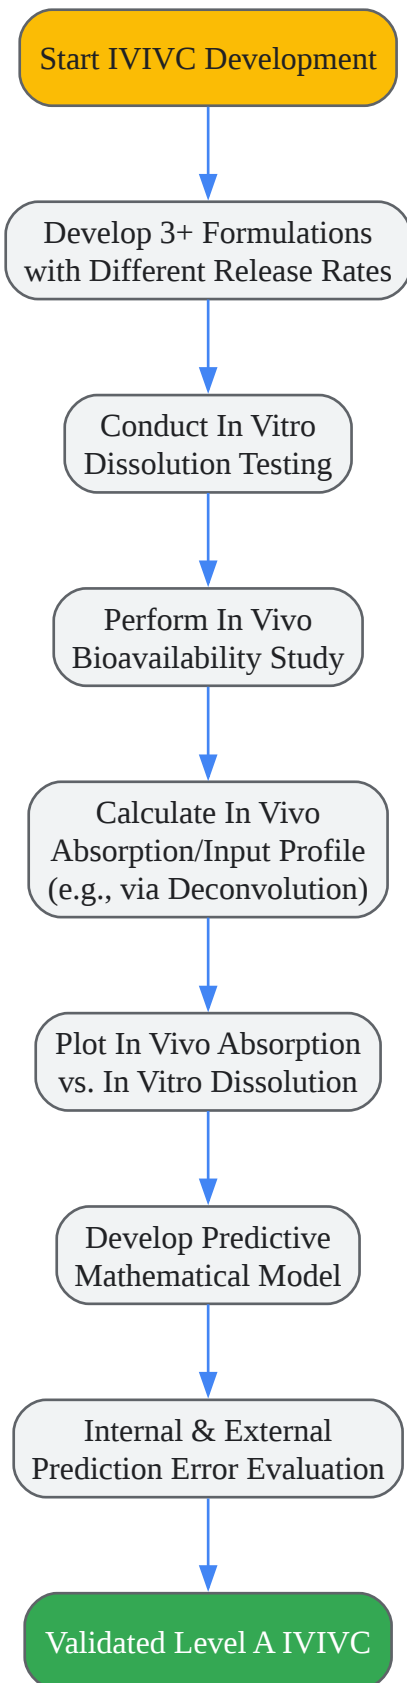 Start IVIVC Development
Develop 3+ Formulations
with Different Release Rates
Conduct In Vitro
Dissolution Testing
Perform In Vivo
Bioavailability Study
Calculate In Vivo
Absorption/Input Profile
(e.g., via Deconvolution)
Plot In Vivo Absorption
vs. In Vitro Dissolution
Develop Predictive
Mathematical Model
Internal & External
Prediction Error Evaluation
Validated Level A IVIVC